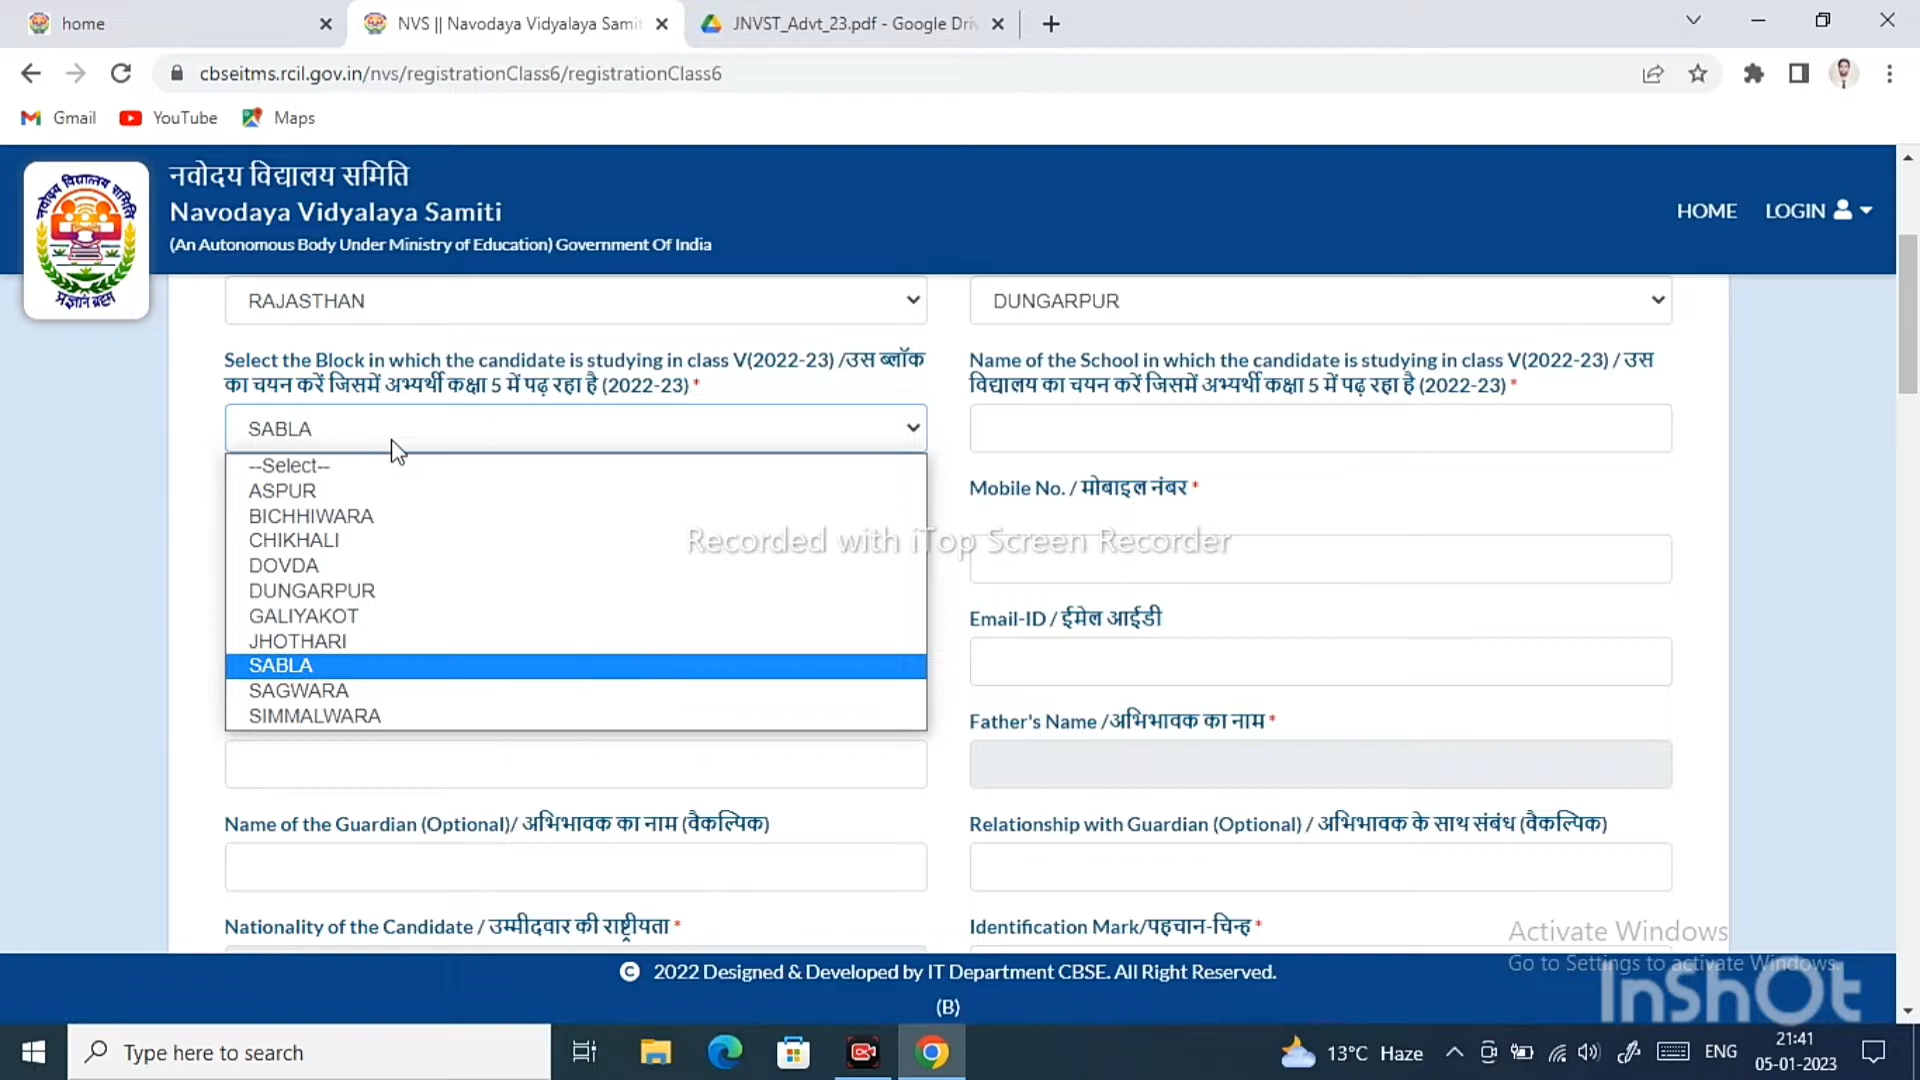 home
NVS || Navodaya Vidyalaya Samit
JNVST_Advt_23.pdf - Google Driv
cbseitms.rcil.gov.in/nvs/registrationClass6/registrationClass6
Gmail
YouTube
Maps
नवोदय विद्यालय समिति
Navodaya Vidyalaya Samiti
(An Autonomous Body Under Ministry of Education) Government Of India
HOME
LOGIN
नवोदय विद्यालय समिति
प्रज्ञानं ब्रह्म
RAJASTHAN
DUNGARPUR
Select the Block in which the candidate is studying in class V(2022-23) /उस ब्लॉक
का चयन करें जिसमें अभ्यर्थी कक्षा 5 में पढ़ रहा है (2022-23) *
Name of the School in which the candidate is studying in class V(2022-23) / उस
विद्यालय का चयन करें जिसमें अभ्यर्थी कक्षा 5 में पढ़ रहा है (2022-23) *
SABLA
--Select--
ASPUR
BICHHIWARA
CHIKHALI
DOVDA
DUNGARPUR
GALIYAKOT
JHOTHARI
SABLA
SAGWARA
SIMMALWARA
Mobile No. / मोबाइल नंबर *
Recorded with iTop Screen Recorder
Email-ID / ईमेल आईडी
Father's Name /अभिभावक का नाम *
Name of the Guardian (Optional)/ अभिभावक का नाम (वैकल्पिक)
Relationship with Guardian (Optional) / अभिभावक के साथ संबंध (वैकल्पिक)
Nationality of the Candidate / उम्मीदवार की राष्ट्रीयता *
Identification Mark/पहचान-चिन्ह *
Activate Windows
Go to Settings to activate Windows.
InShOt
© 2022 Designed & Developed by IT Department CBSE. All Right Reserved.
(B)
Type here to search
13°C Haze
ENG
21:41
05-01-2023